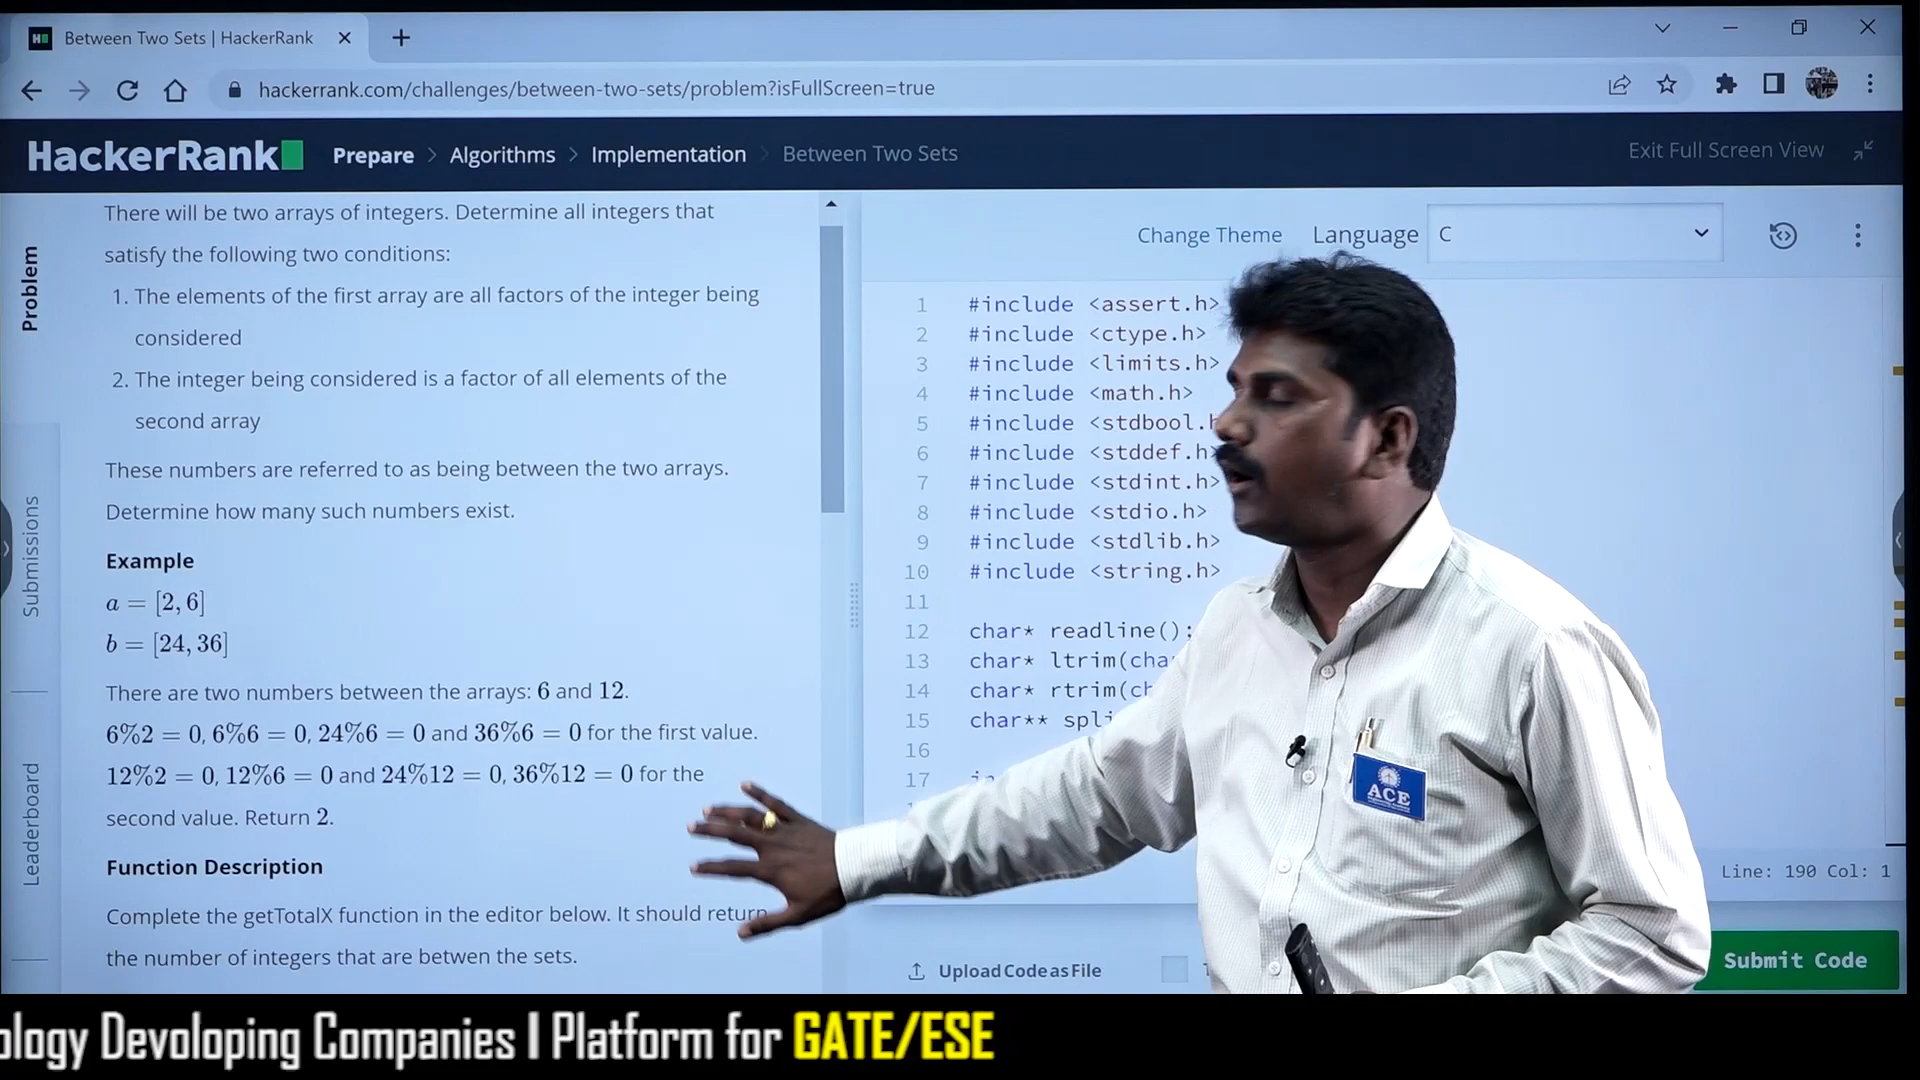 Between Two Sets | HackerRank
hackerrank.com/challenges/between-two-sets/problem?isFullScreen=true
HackerRank
Prepare > Algorithms > Implementation > Between Two Sets
Exit Full Screen View
Problem
Submissions
Leaderboard
There will be two arrays of integers. Determine all integers that
satisfy the following two conditions:
1. The elements of the first array are all factors of the integer being
considered
2. The integer being considered is a factor of all elements of the
second array
These numbers are referred to as being between the two arrays.
Determine how many such numbers exist.
Example
a = [2, 6]
b = [24, 36]
There are two numbers between the arrays: 6 and 12.
6%2 = 0, 6%6 = 0, 24%6 = 0 and 36%6 = 0 for the first value.
12%2 = 0, 12%6 = 0 and 24%12 = 0, 36%12 = 0 for the
second value. Return 2.
Function Description
Complete the getTotalX function in the editor below. It should return
the number of integers that are betwen the sets.
Change Theme Language C
1 #include <assert.h>
2 #include <ctype.h>
3 #include <limits.h>
4 #include <math.h>
5 #include <stdbool.h
6 #include <stddef.h>
7 #include <stdint.h>
8 #include <stdio.h>
9 #include <stdlib.h>
10 #include <string.h>
11
12 char* readline();
13 char* ltrim(cha
14 char* rtrim(ch
15 char** spli
16
17
Line: 190 Col: 1
Upload Code as File
Submit Code
ACE
ology Devoloping Companies I Platform for GATE/ESE